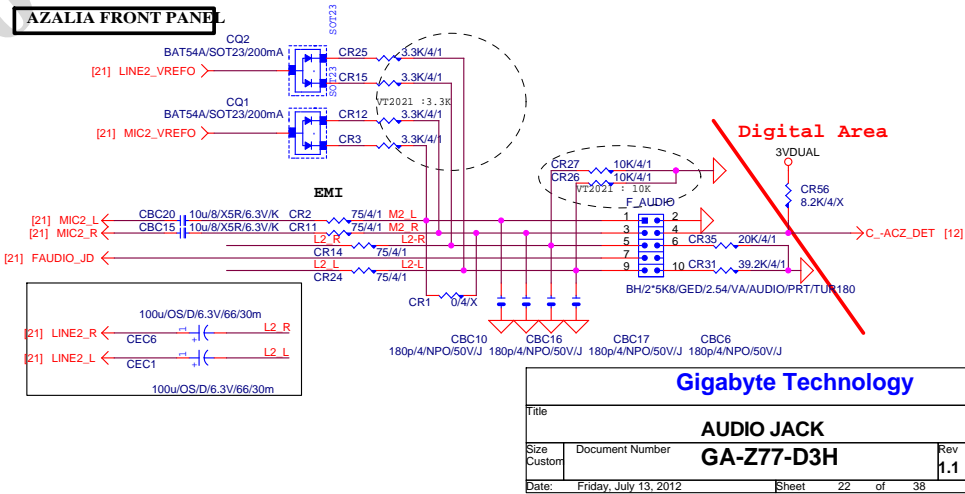 AZALIA FRONT PANEL
SOT23
CQ2
BAT54A/SOT23/200mA
CR25
3.3K/4/1
[21] LINE2_VREFO
CR15
3.3K/4/1
SOT23
VT2021 :3.3K
CQ1
BAT54A/SOT23/200mA
CR12
3.3K/4/1
[21] MIC2_VREFO
CR3
3.3K/4/1
Digital Area
3VDUAL
CR27
10K/4/1
CR26
10K/4/1
VT2021 : 10K
CR56
8.2K/4/X
EMI
F_AUDIO
[21] MIC2_L
CBC20
10u/8/X5R/6.3V/K
CR2
75/4/1
M2_L
1
2
[21] MIC2_R
CBC15
10u/8/X5R/6.3V/K
CR11
75/4/1
M2_R
3
4
C_-ACZ_DET [12]
L2_R
L2-R
5
6
CR35
20K/4/1
[21] FAUDIO_JD
CR14
75/4/1
7
L2_L
L2-L
9
10
CR31
39.2K/4/1
CR24
75/4/1
BH/2*5K8/GED/2.54/VA/AUDIO/PRT/TUR180
CR1
0/4/X
100u/OS/D/6.3V/66/30m
[21] LINE2_R
1
+
L2_R
CEC6
[21] LINE2_L
1
+
L2_L
CEC1
100u/OS/D/6.3V/66/30m
CBC10
CBC16
CBC17
CBC6
180p/4/NPO/50V/J
180p/4/NPO/50V/J
180p/4/NPO/50V/J
180p/4/NPO/50V/J
Gigabyte Technology
Title
AUDIO JACK
Size
Custom
Document Number
GA-Z77-D3H
Rev
1.1
Date:
Friday, July 13, 2012
Sheet
22
of
38